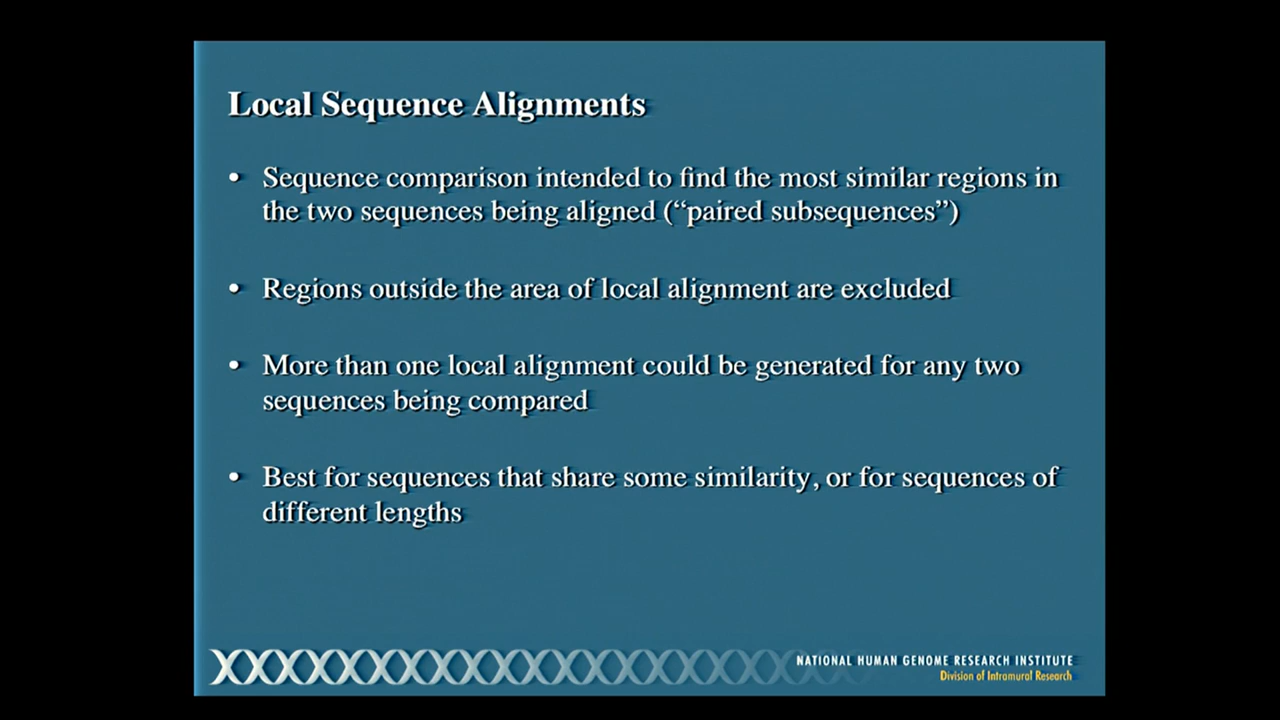 Local Sequence Alignments
• Sequence comparison intended to find the most similar regions in
the two sequences being aligned (“paired subsequences”)
• Regions outside the area of local alignment are excluded
• More than one local alignment could be generated for any two
sequences being compared
• Best for sequences that share some similarity, or for sequences of
different lengths
NATIONAL HUMAN GENOME RESEARCH INSTITUTE
Division of Intramural Research